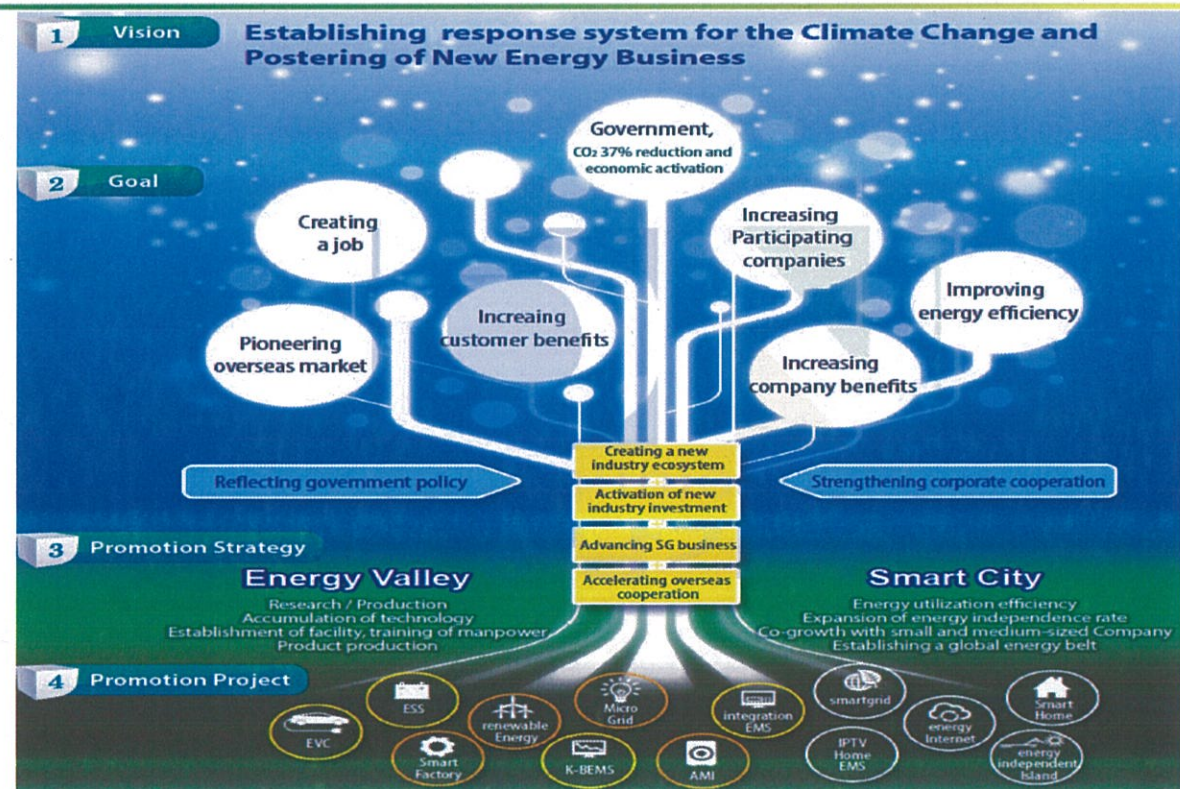 1 Vision
Establishing response system for the Climate Change and
Postering of New Energy Business
2 Goal
Government,
CO₂ 37% reduction and
economic activation
Creating
a job
Increasing
Participating
companies
Improving
energy efficiency
Pioneering
overseas market
Increaing
customer benefits
Increasing
company benefits
Creating a new
industry ecosystem
Reflecting government policy
Strengthening corporate cooperation
Activation of new
industry investment
3 Promotion Strategy
Advancing SG business
Accelerating overseas
cooperation
Energy Valley
Research / Production
Accumulation of technology
Establishment of facility, training of manpower
Product production
Smart City
Energy utilization efficiency
Expansion of energy independence rate
Co-growth with small and medium-sized Company
Establishing a global energy belt
4 Promotion Project
EVC
ESS
Smart
Factory
renewable
Energy
K-BEMS
Micro
Grid
AMI
integration
EMS
smartgrid
IPTV
Home
EMS
energy
Internet
Smart
Home
energy
independent
Island